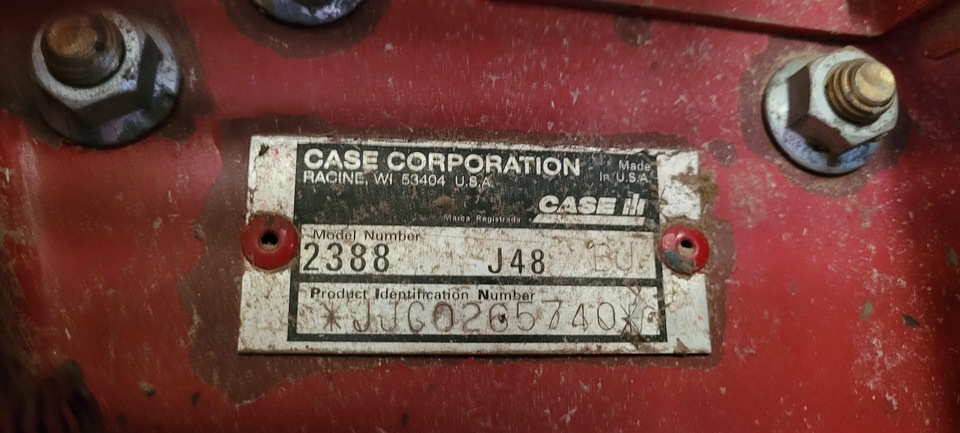 CASE CORPORATION
RACINE, WI 53404 U.S.A.
Made
In U.S.A.
CASE IH
Marca Registrada
Model Number
2388 J48 BU
Product Identification Number
*JJC0265740*